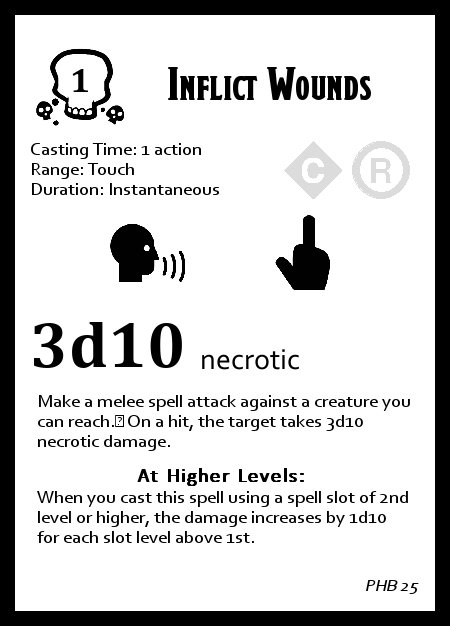 1
Inflict Wounds
Casting Time: 1 action
Range: Touch
Duration: Instantaneous
C R
3d10 necrotic
Make a melee spell attack against a creature you
can reach.▯ On a hit, the target takes 3d10
necrotic damage.
At Higher Levels:
When you cast this spell using a spell slot of 2nd
level or higher, the damage increases by 1d10
for each slot level above 1st.
PHB 25